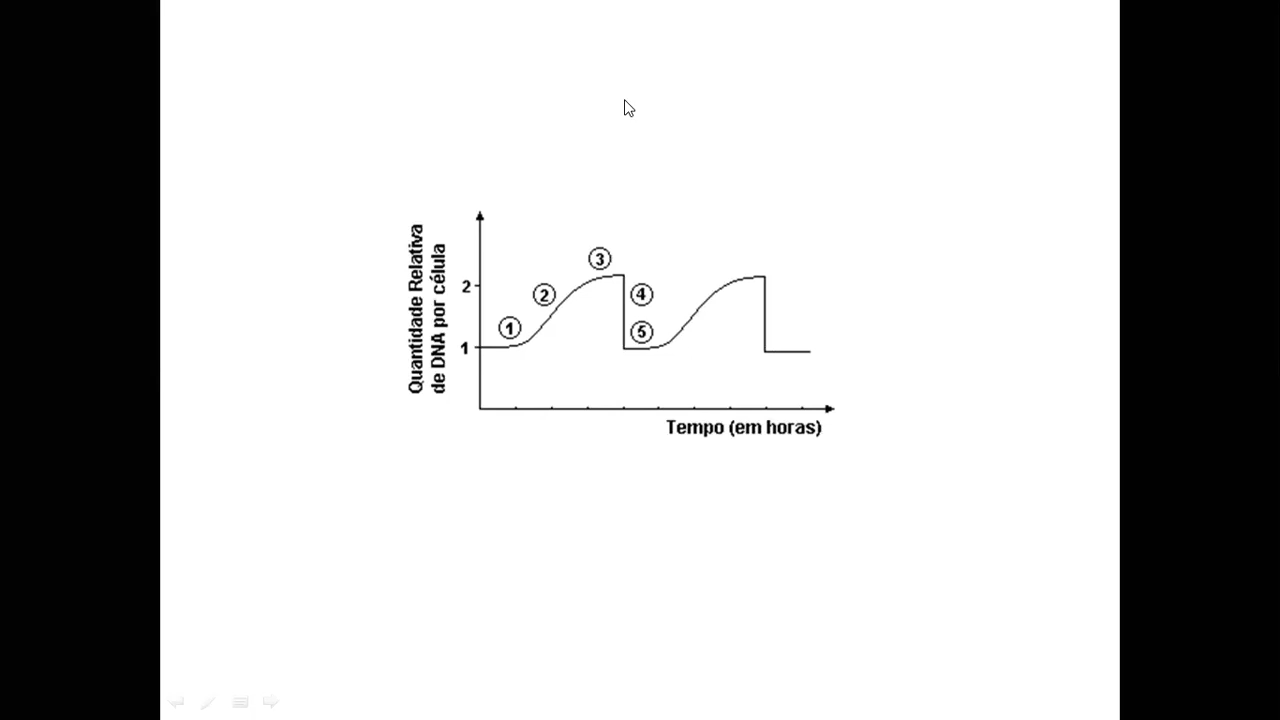 Quantidade Relativa
de DNA por célula
2
1
1
2
3
4
5
Tempo (em horas)